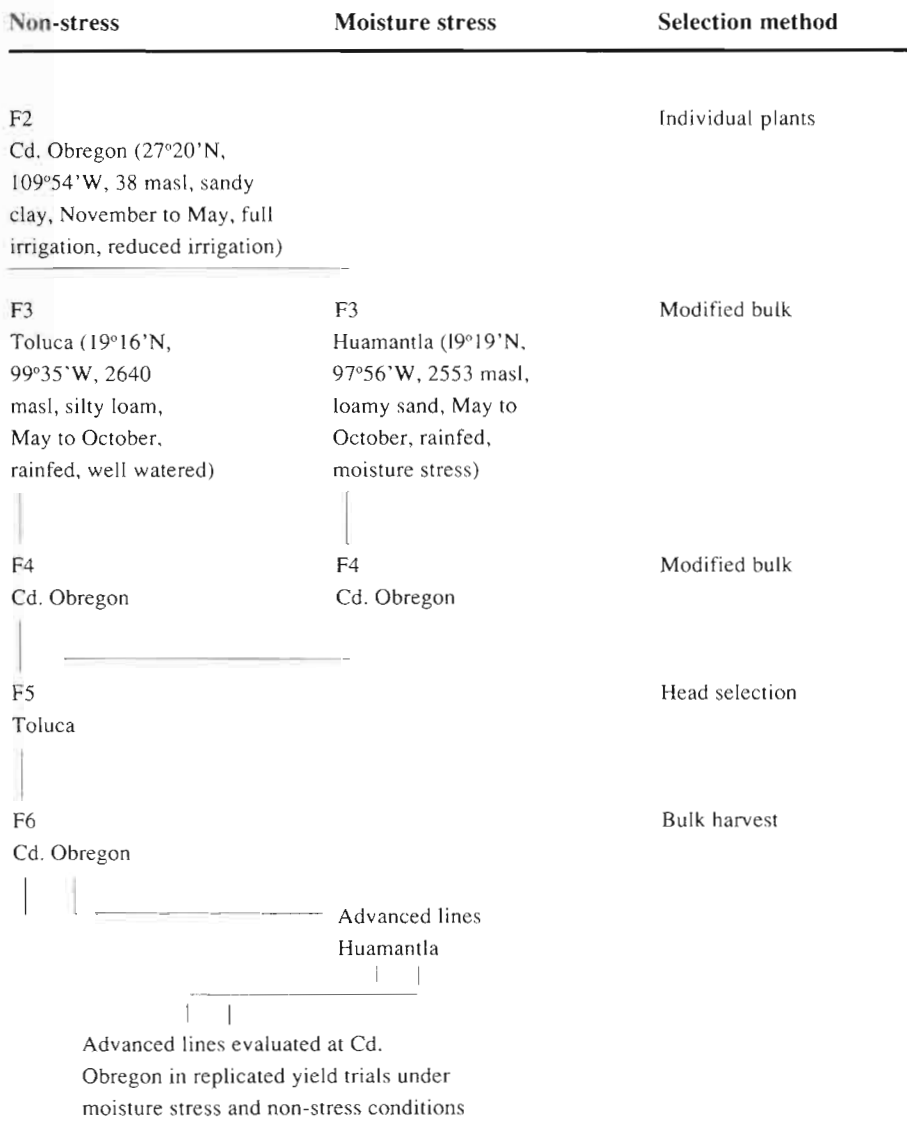 Non-stress Moisture stress Selection method
F2 Individual plants
Cd. Obregon (27°20'N,
109°54'W, 38 masl, sandy
clay, November to May, full
irrigation, reduced irrigation)
F3 F3 Modified bulk
Toluca (19°16'N, Huamantla (19°19'N,
99°35'W, 2640 97°56'W, 2553 masl,
masl, silty loam, loamy sand, May to
May to October, October, rainfed,
rainfed, well watered) moisture stress)
F4 F4 Modified bulk
Cd. Obregon Cd. Obregon
F5 Head selection
Toluca
F6 Bulk harvest
Cd. Obregon
Advanced lines
Huamantla
Advanced lines evaluated at Cd.
Obregon in replicated yield trials under
moisture stress and non-stress conditions